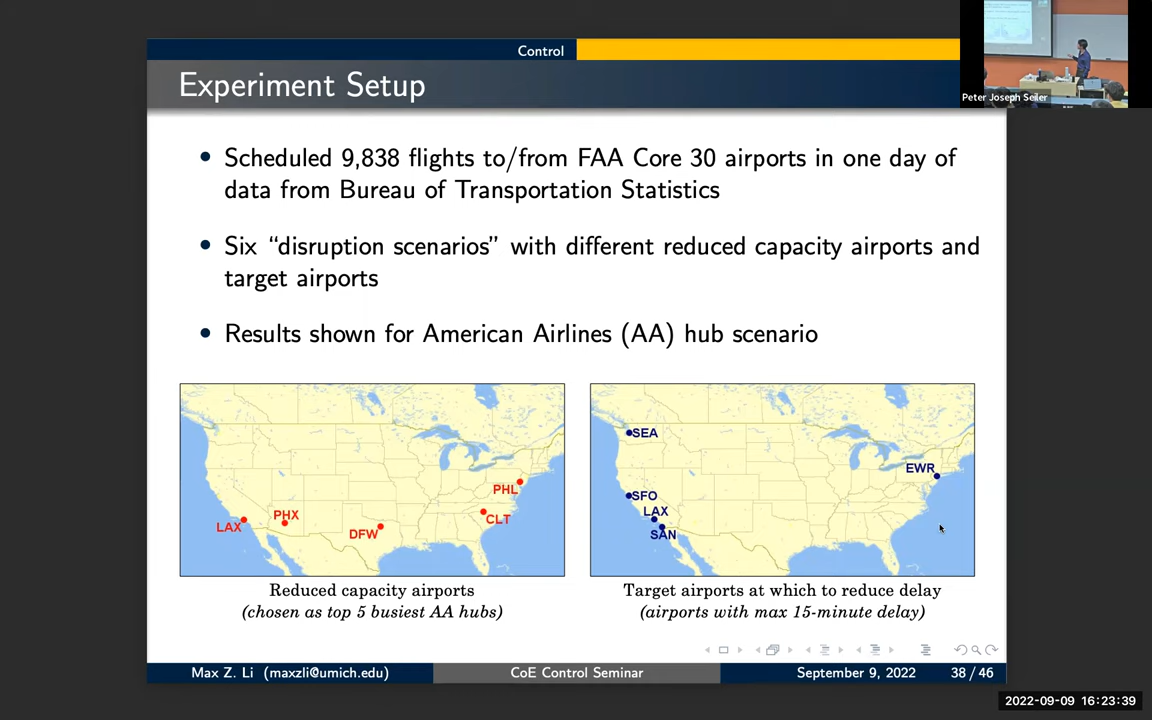 Control
Experiment Setup
Peter Joseph Seiler
• Scheduled 9,838 flights to/from FAA Core 30 airports in one day of
data from Bureau of Transportation Statistics
• Six “disruption scenarios” with different reduced capacity airports and
target airports
• Results shown for American Airlines (AA) hub scenario
PHL
CLT
PHX
LAX
DFW
SEA
EWR
SFO
LAX
SAN
Reduced capacity airports
(chosen as top 5 busiest AA hubs)
Target airports at which to reduce delay
(airports with max 15-minute delay)
Max Z. Li (maxzli@umich.edu)
CoE Control Seminar
September 9, 2022
38 / 46
2022-09-09 16:23:39